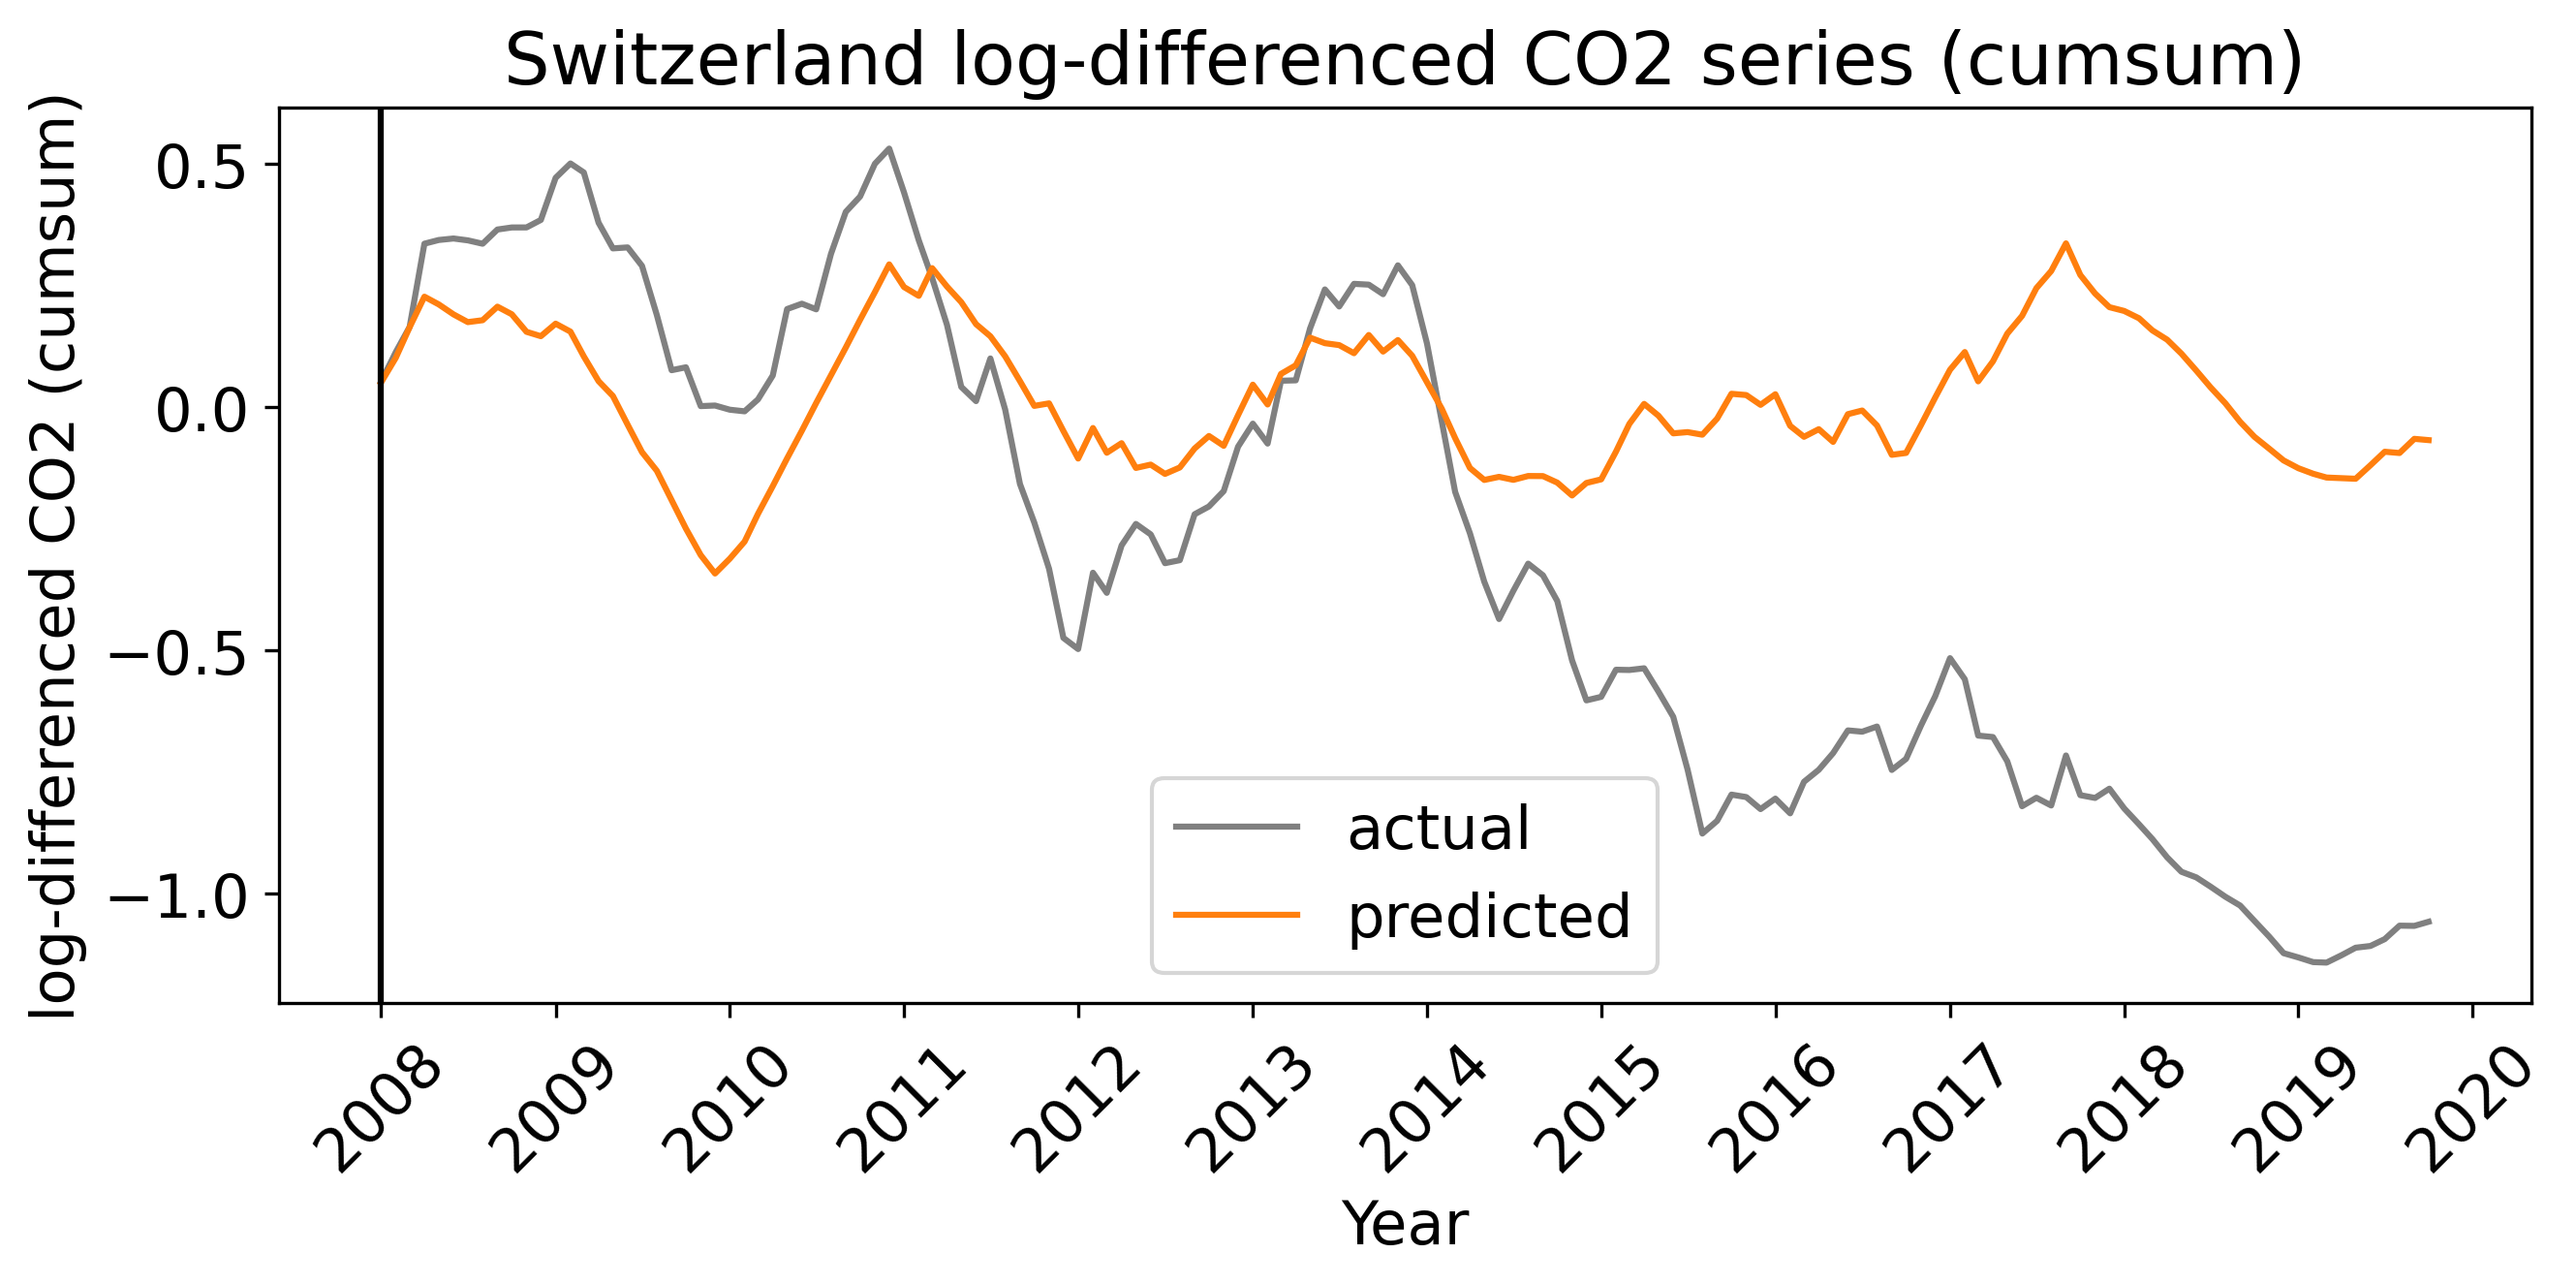 Switzerland log-differenced CO2 series (cumsum)
log-differenced CO2 (cumsum)
0.5
0.0
−0.5
−1.0
actual
predicted
2008 2009 2010 2011 2012 2013 2014 2015 2016 2017 2018 2019 2020
Year